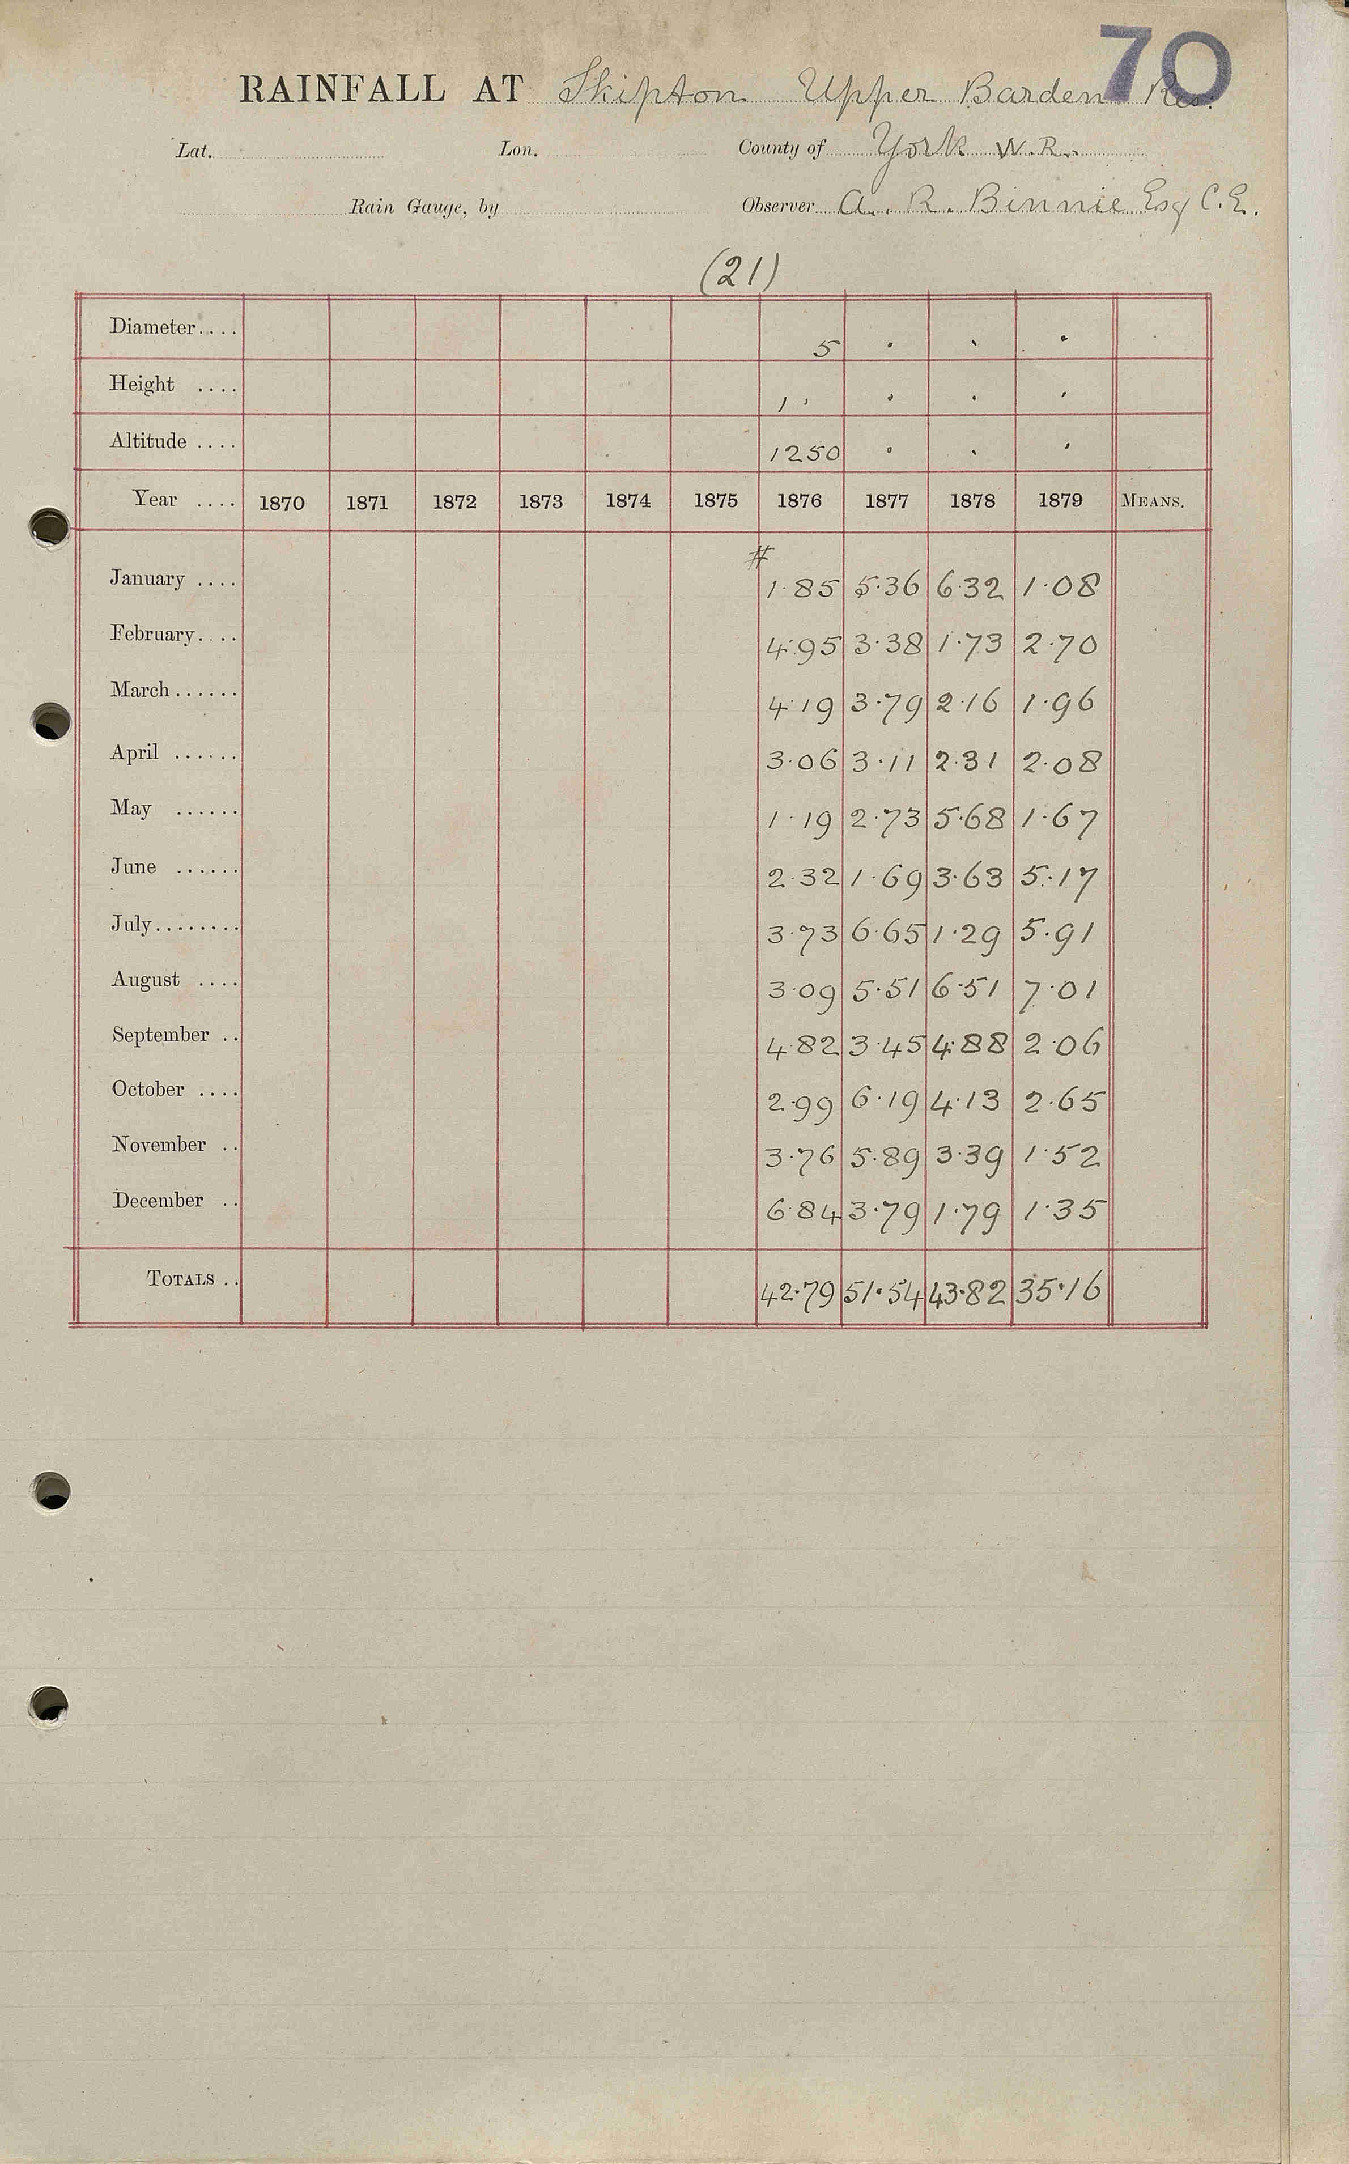 70
RAINFALL AT Skipton Upper Barden Res.
Lat. Lon. County of York W.R.
Rain Gauge, by Observer A. R. Binnie Esq C.E.
(21)
Diameter.... 5 " " "
Height .... 1' " " "
Altitude .... 1250 " " "
Year .... 1870 1871 1872 1873 1874 1875 1876 1877 1878 1879 MEANS.
#
January .... 1.85 5.36 6.32 1.08
February.... 4.95 3.38 1.73 2.70
March...... 4.19 3.79 2.16 1.96
April ...... 3.06 3.11 2.31 2.08
May ...... 1.19 2.73 5.68 1.67
June ...... 2.32 1.69 3.63 5.17
July........ 3.73 6.65 1.29 5.91
August .... 3.09 5.51 6.51 7.01
September .. 4.82 3.45 4.88 2.06
October .... 2.99 6.19 4.13 2.65
November .. 3.76 5.89 3.39 1.52
December .. 6.84 3.79 1.79 1.35
TOTALS .. 42.79 51.54 43.82 35.16